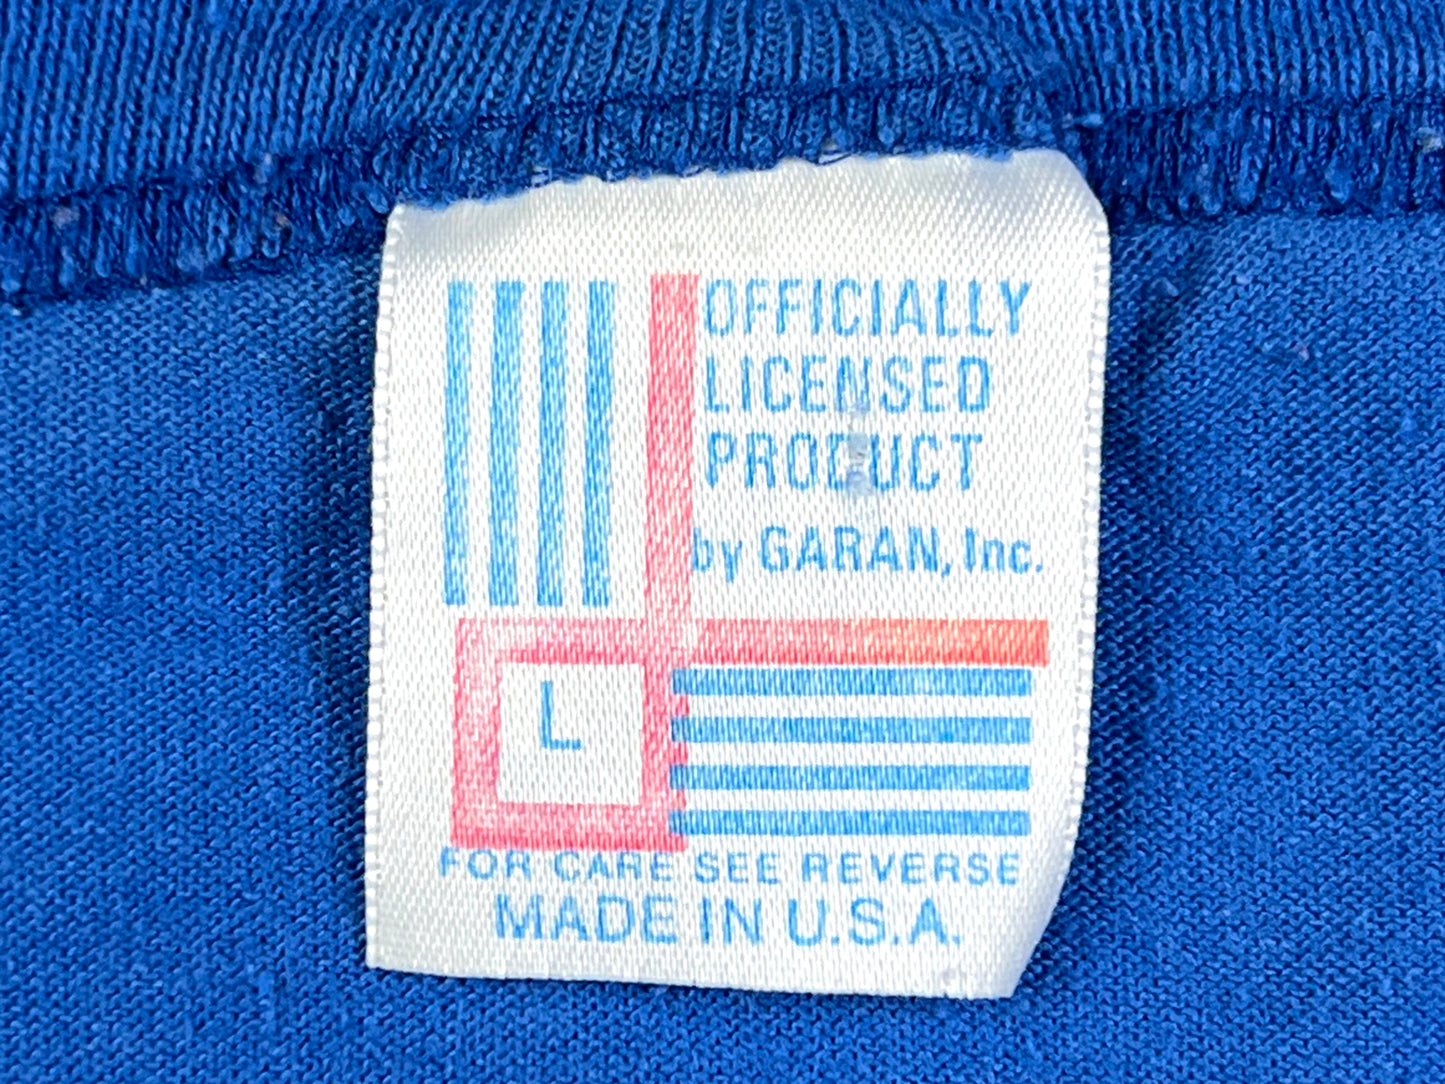 OFFICIALLY
LICENSED
PRODUCT
by GARAN, Inc.
L
FOR CARE SEE REVERSE
MADE IN U.S.A.